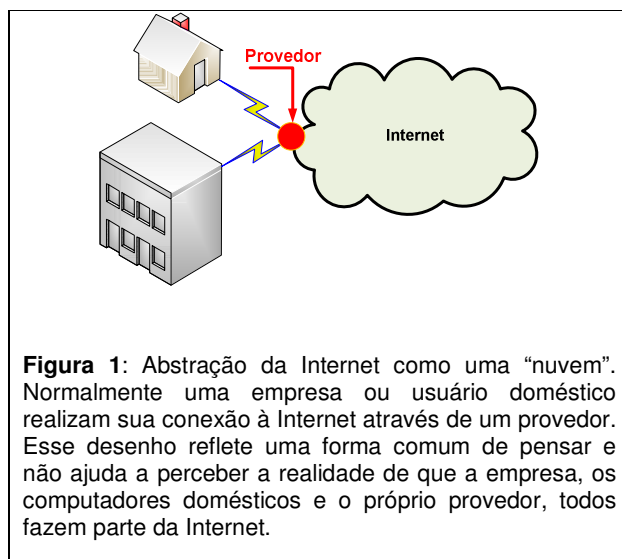 Provedor
Internet
Figura 1: Abstração da Internet como uma “nuvem”.
Normalmente uma empresa ou usuário doméstico
realizam sua conexão à Internet através de um provedor.
Esse desenho reflete uma forma comum de pensar e
não ajuda a perceber a realidade de que a empresa, os
computadores domésticos e o próprio provedor, todos
fazem parte da Internet.